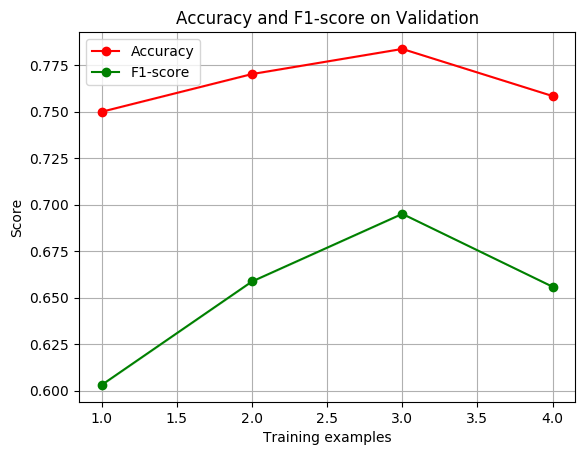 Accuracy and F1-score on Validation
Accuracy
F1-score
Score
0.775
0.750
0.725
0.700
0.675
0.650
0.625
0.600
1.0 1.5 2.0 2.5 3.0 3.5 4.0
Training examples